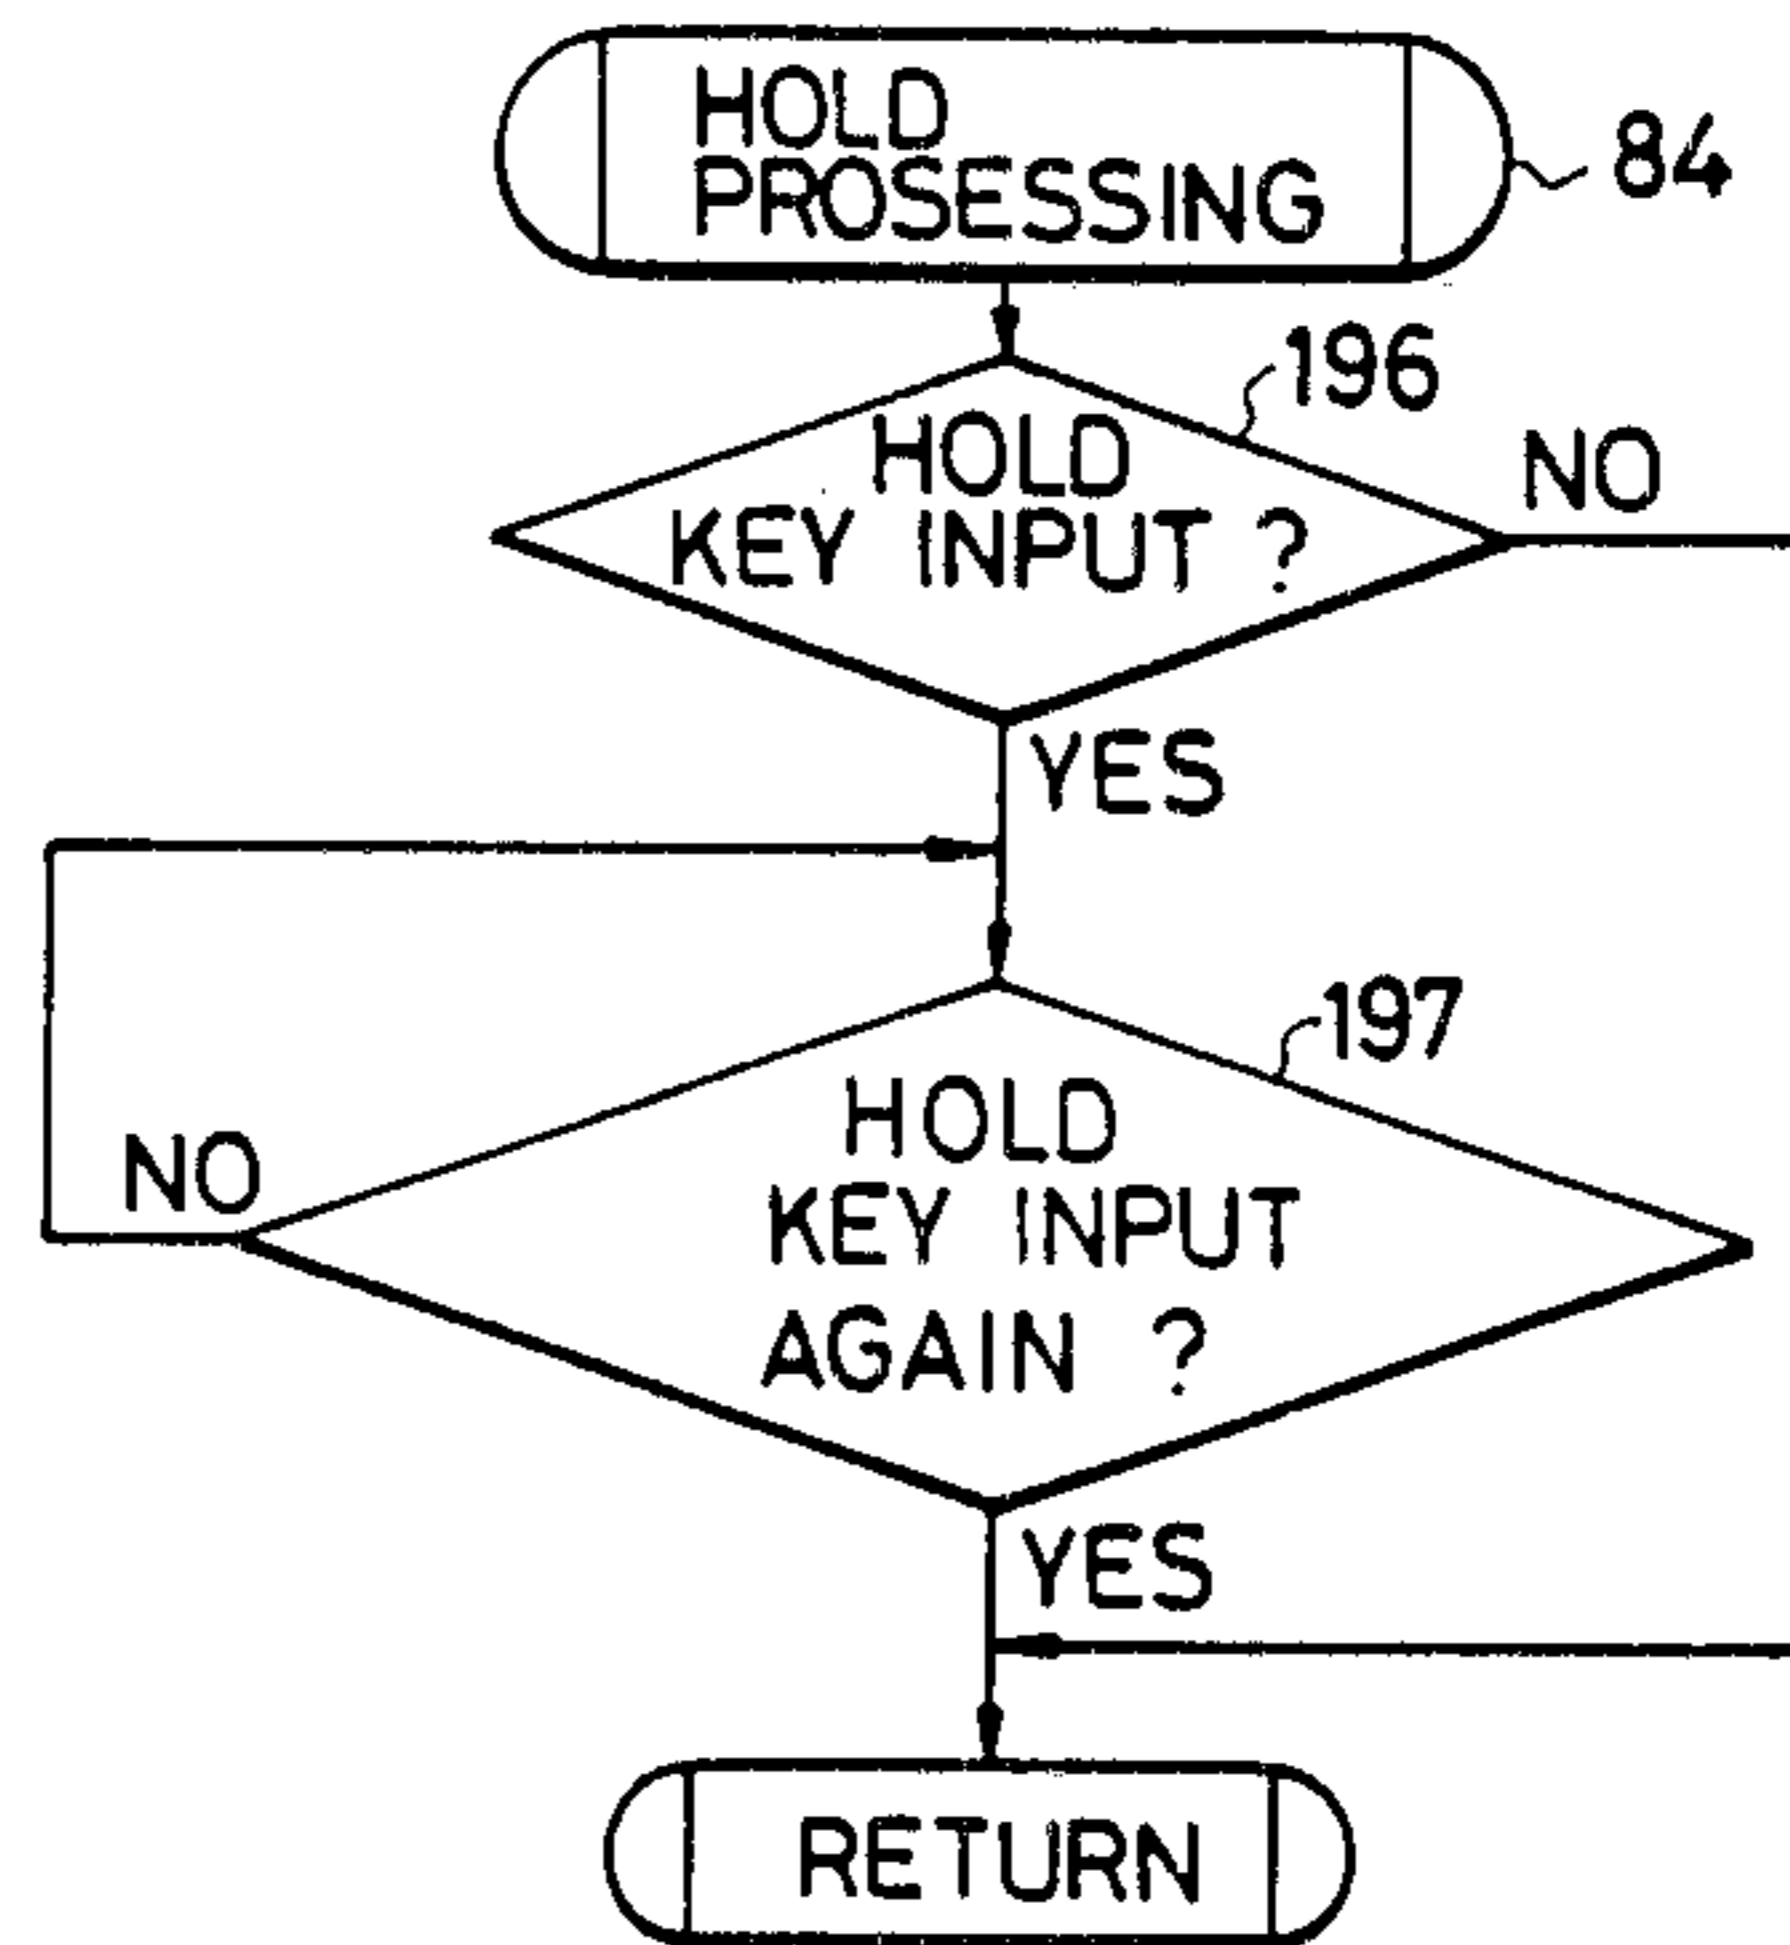 HOLD
PROSESSING
84
196
HOLD
KEY INPUT ?
NO
YES
197
HOLD
KEY INPUT
AGAIN ?
NO
YES
RETURN